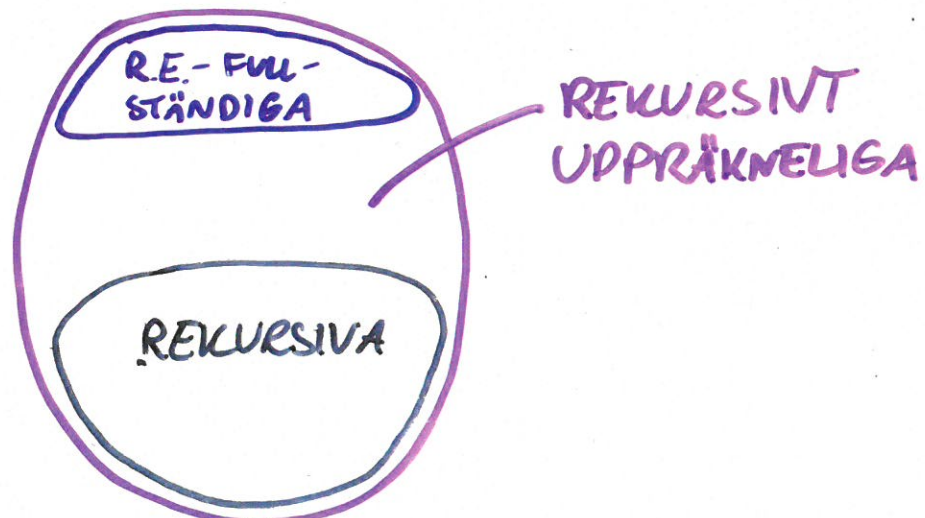 R.E.-FULL-
STÄNDIGA
REKURSIVT
UPPRÄKNELIGA
REKURSIVA